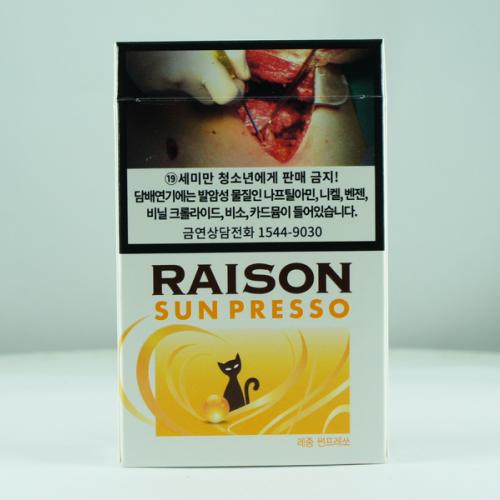 ⑲세미만 청소년에게 판매 금지!
담배연기에는 발암성 물질인 나프틸아민, 니켈, 벤젠,
비닐 크롤라이드, 비소, 카드뮴이 들어있습니다.
금연상담전화 1544-9030
RAISON
SUN PRESSO
레종 썬프레쏘